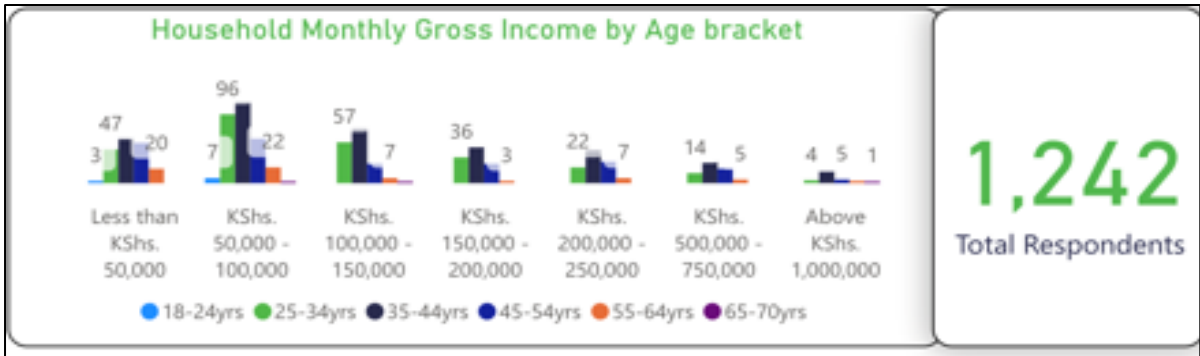 Household Monthly Gross Income by Age bracket
96
47
57
36
20
22
22
3
7
7
3
7
14
5
4
5
1
Less than KShs. 50,000
KShs. 50,000 - 100,000
KShs. 100,000 - 150,000
KShs. 150,000 - 200,000
KShs. 200,000 - 250,000
KShs. 500,000 - 750,000
Above KShs. 1,000,000
18-24yrs 25-34yrs 35-44yrs 45-54yrs 55-64yrs 65-70yrs
1,242
Total Respondents